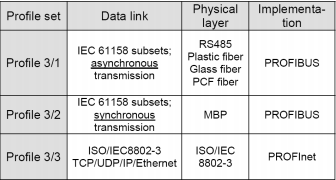 Profile set
Data link
Physical
layer
Implementa-
tion
Profile 3/1
IEC 61158 subsets;
asynchronous
transmission
RS485
Plastic fiber
Glass fiber
PCF fiber
PROFIBUS
Profile 3/2
IEC 61158 subsets;
synchronous
transmission
MBP
PROFIBUS
Profile 3/3
ISO/IEC8802-3
TCP/UDP/IP/Ethernet
ISO/IEC
8802-3
PROFInet